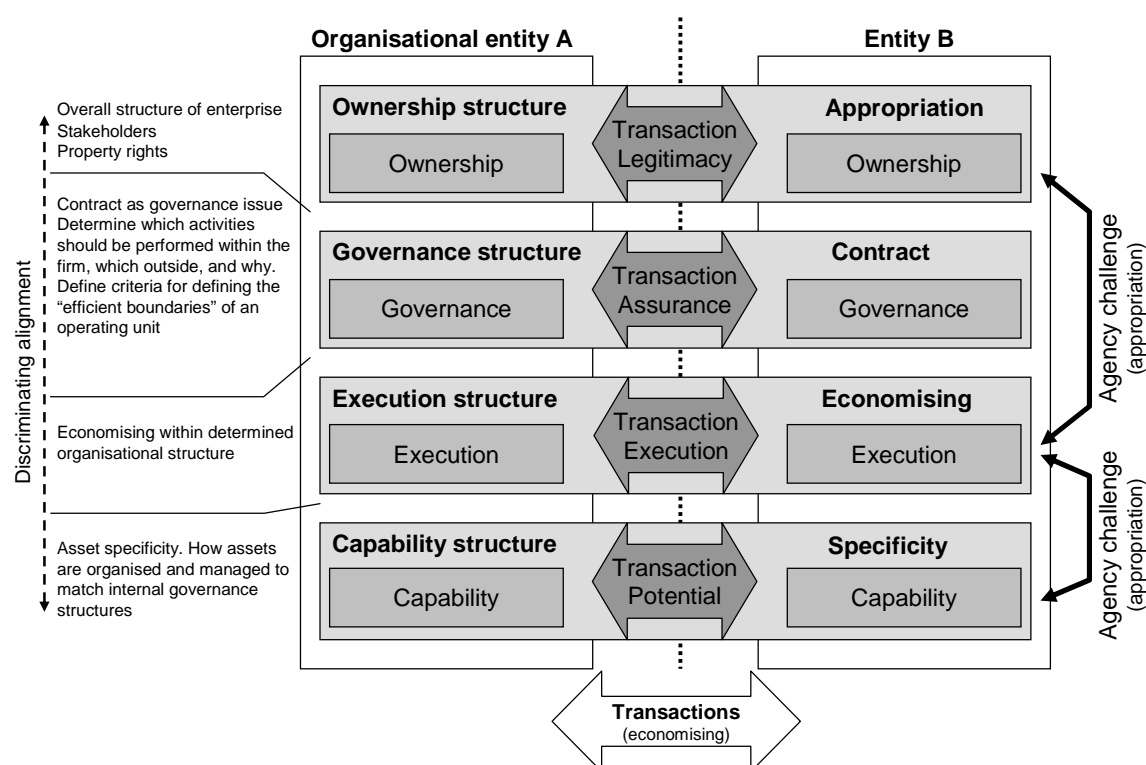 Organisational entity A
Entity B
Overall structure of enterprise
Stakeholders
Property rights
Ownership structure
Ownership
Transaction
Legitimacy
Appropriation
Ownership
Contract as governance issue
Determine which activities
should be performed within the
firm, which outside, and why.
Define criteria for defining the
“efficient boundaries” of an
operating unit
Governance structure
Governance
Transaction
Assurance
Contract
Governance
Economising within determined
organisational structure
Execution structure
Execution
Transaction
Execution
Economising
Execution
Asset specificity. How assets
are organised and managed to
match internal governance
structures
Capability structure
Capability
Transaction
Potential
Specificity
Capability
Discriminating alignment
Agency challenge
(appropriation)
Agency challenge
(appropriation)
Transactions
(economising)